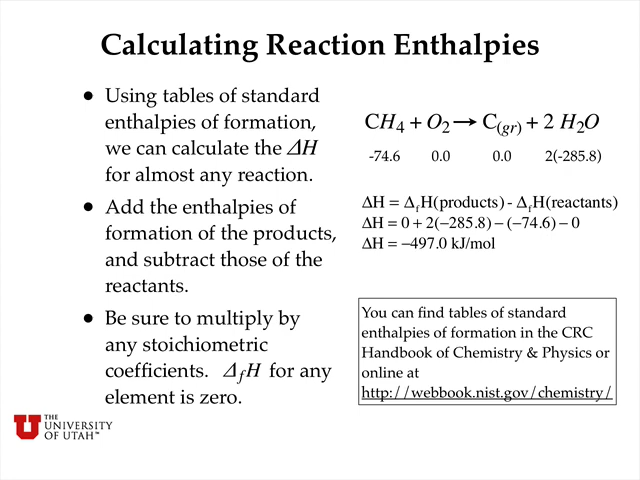 Calculating Reaction Enthalpies
• Using tables of standard
enthalpies of formation,
we can calculate the ΔH
for almost any reaction.
• Add the enthalpies of
formation of the products,
and subtract those of the
reactants.
• Be sure to multiply by
any stoichiometric
coefficients. Δ_f H for any
element is zero.
CH₄ + O₂ → C₍gr₎ + 2 H₂O
-74.6 0.0 0.0 2(-285.8)
ΔH = Δ_f H(products) - Δ_f H(reactants)
ΔH = 0 + 2(−285.8) − (−74.6) − 0
ΔH = −497.0 kJ/mol
You can find tables of standard
enthalpies of formation in the CRC
Handbook of Chemistry & Physics or
online at
http://webbook.nist.gov/chemistry/
THE
UNIVERSITY
OF UTAH™